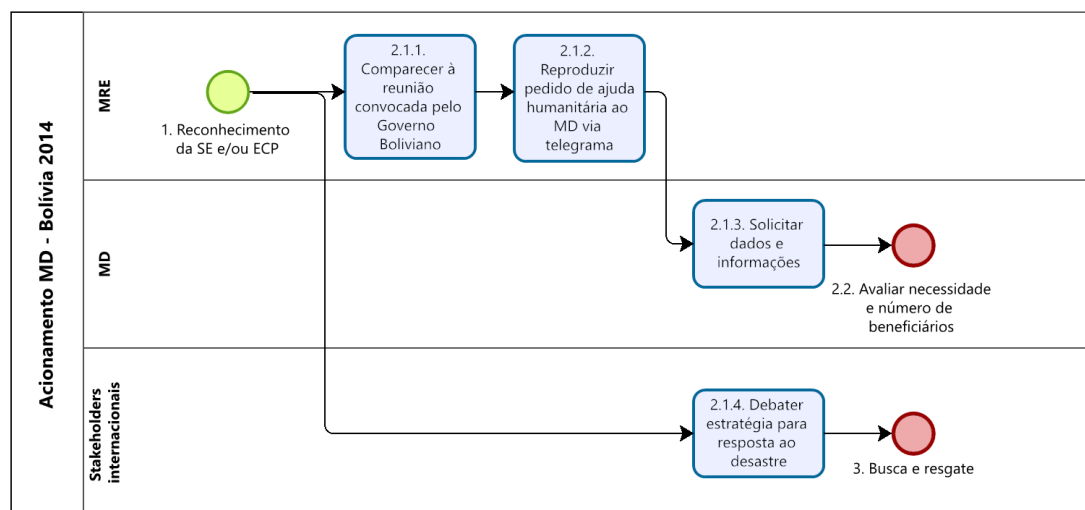 Acionamento MD - Bolívia 2014
MRE
1. Reconhecimento
da SE e/ou ECP
2.1.1.
Comparecer à
reunião
convocada pelo
Governo
Boliviano
2.1.2.
Reproduzir
pedido de ajuda
humanitária ao
MD via
telegrama
MD
2.1.3. Solicitar
dados e
informações
2.2. Avaliar necessidade
e número de
beneficiários
Stakeholders
internacionais
2.1.4. Debater
estratégia para
resposta ao
desastre
3. Busca e resgate